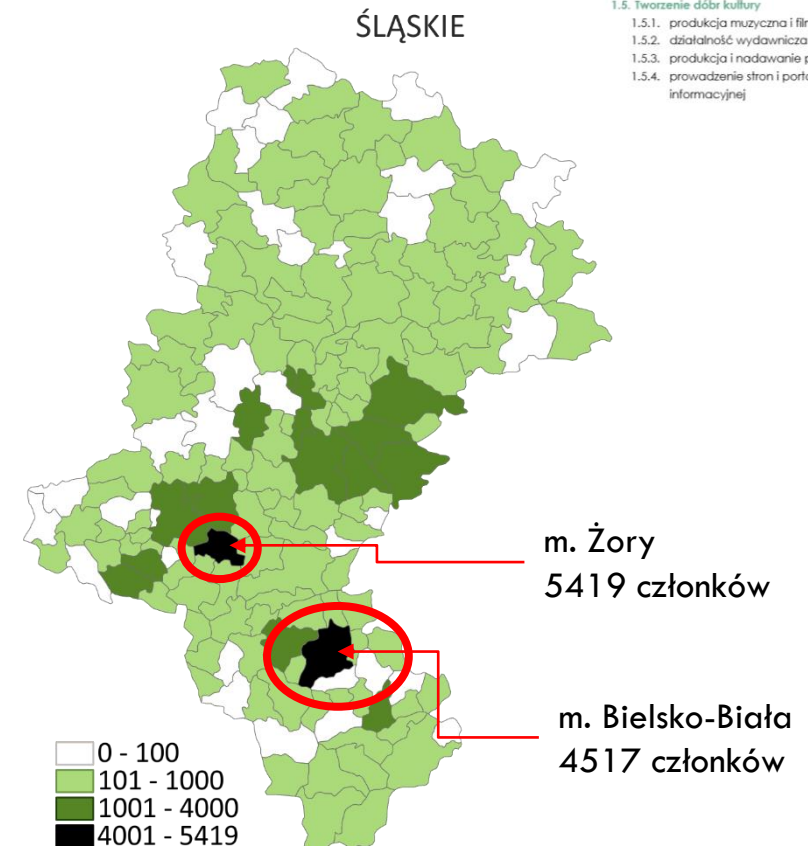 ŚLĄSKIE
1.5. Tworzenie dóbr kultury
1.5.1. produkcja muzyczna i
1.5.2. działalność wydawnicza
1.5.3. produkcja i nadawanie
1.5.4. prowadzenie stron i
informacyjnej
m. Żory
5419 członków
m. Bielsko-Biała
4517 członków
0 - 100
101 - 1000
1001 - 4000
4001 - 5419